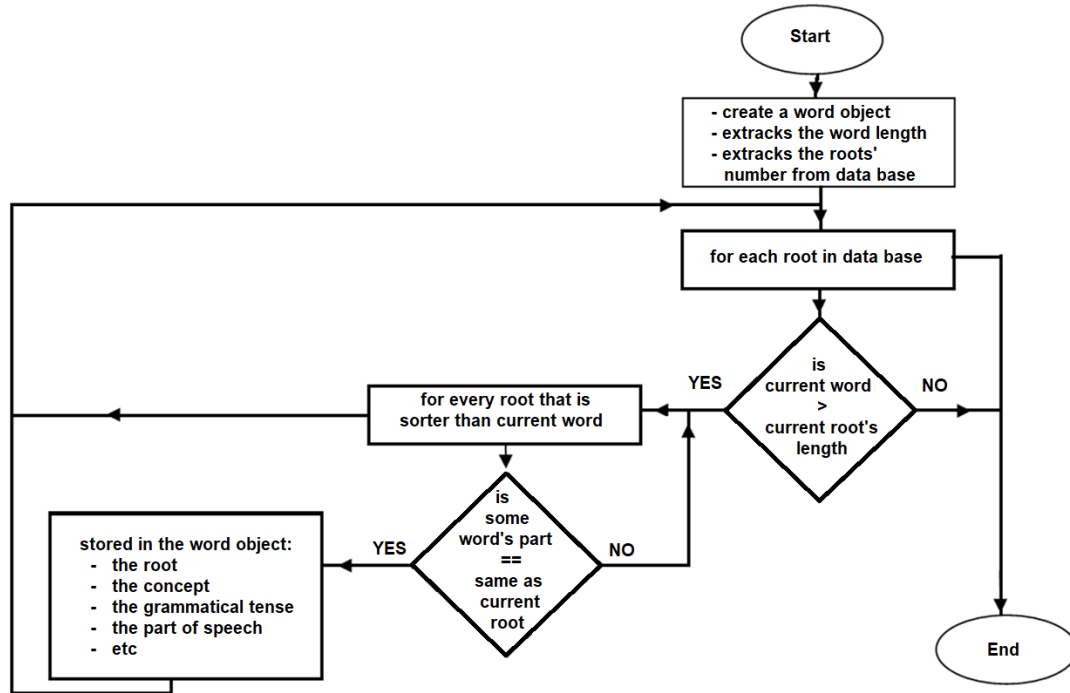 Start
- create a word object
- extracks the word length
- extracks the roots'
number from data base
for each root in data base
is
current word
>
current root's
length
YES
NO
for every root that is
sorter than current word
is
some
word's part
==
same as
current
root
YES
NO
stored in the word object:
- the root
- the concept
- the grammatical tense
- the part of speech
- etc
End